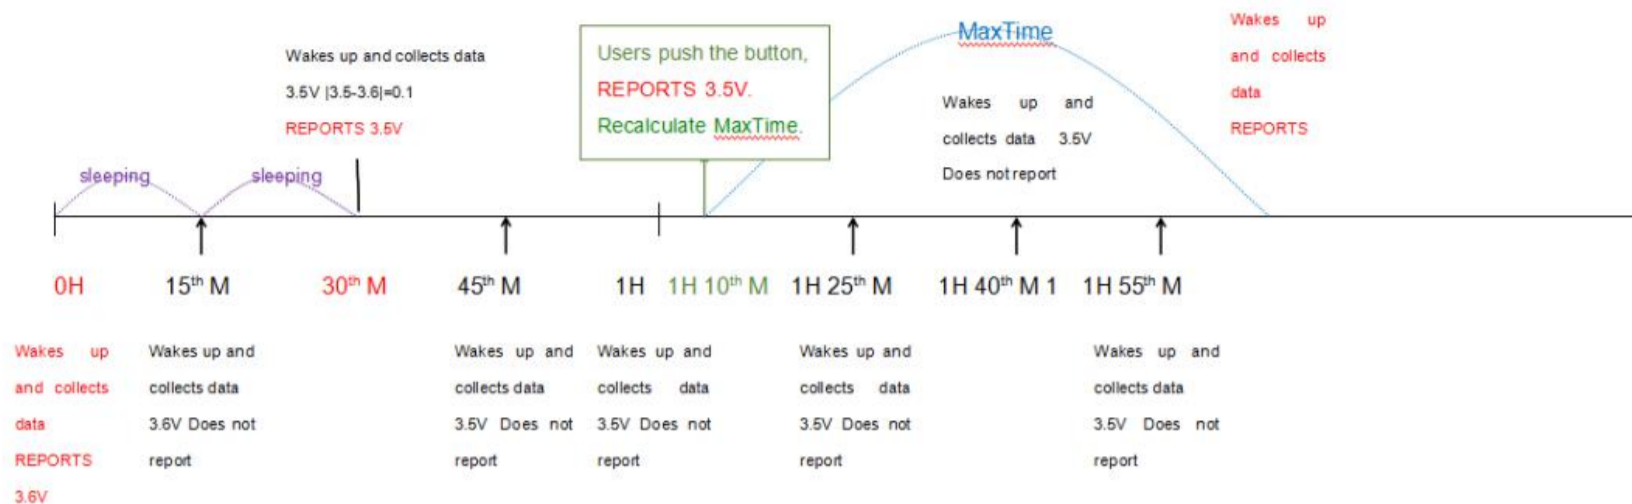 Wakes up and collects data
3.5V |3.5-3.6|=0.1
REPORTS 3.5V
Users push the button,
REPORTS 3.5V.
Recalculate MaxTime.
MaxTime
Wakes up and
collects data 3.5V
Does not report
Wakes up
and collects
data
REPORTS
sleeping
sleeping
0H
15th M
30th M
45th M
1H
1H 10th M
1H 25th M
1H 40th M 1
1H 55th M
Wakes up
and collects
data
REPORTS
3.6V
Wakes up and
collects data
3.6V Does not
report
Wakes up and
collects data
3.5V Does not
report
Wakes up and
collects data
3.5V Does not
report
Wakes up and
collects data
3.5V Does not
report
Wakes up and
collects data
3.5V Does not
report